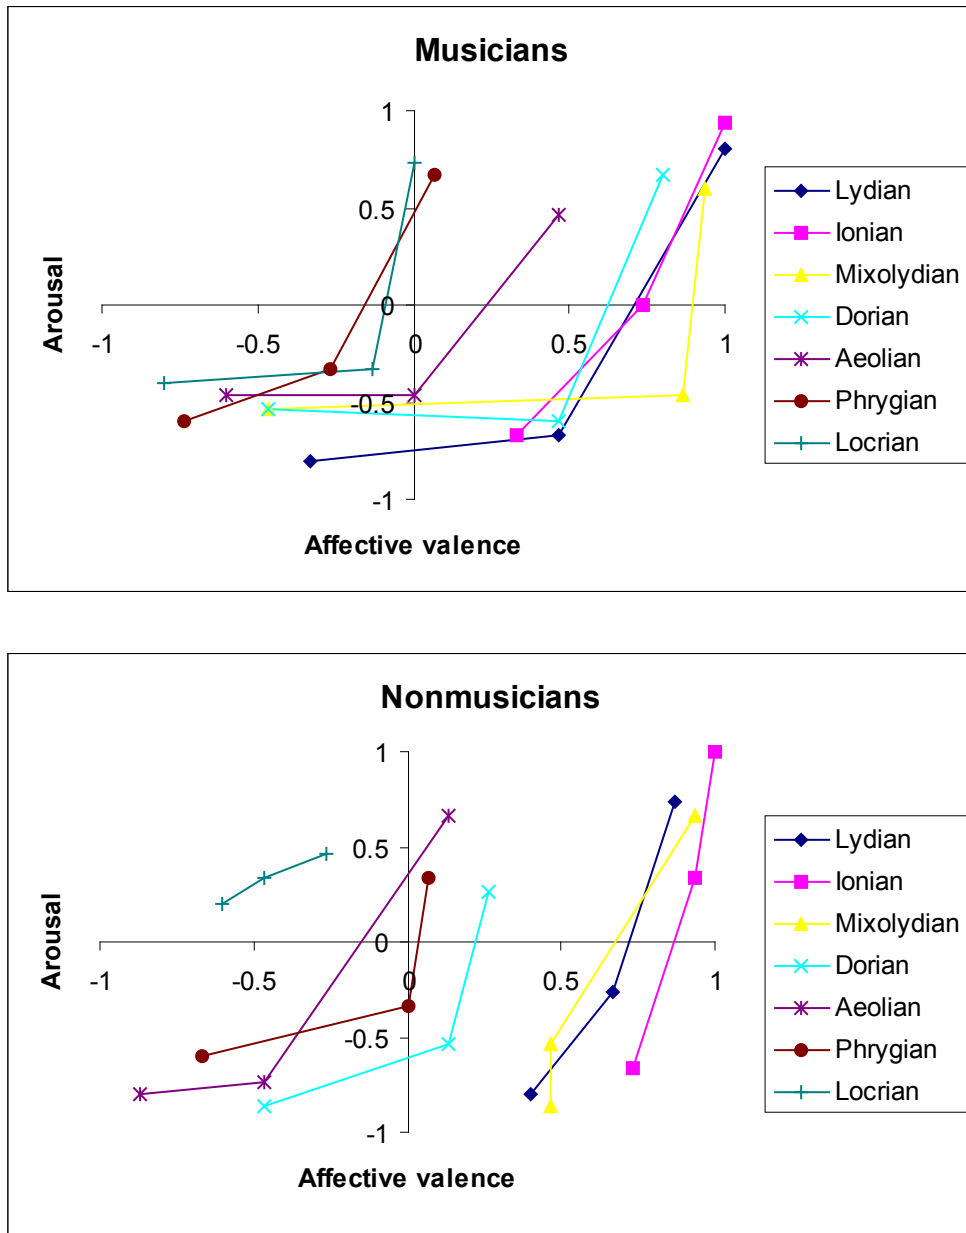 Musicians
1
0.5
0
-0.5
-1
-1
-0.5
0
0.5
1
Arousal
Affective valence
Lydian
Ionian
Mixolydian
Dorian
Aeolian
Phrygian
Locrian
Nonmusicians
1
0.5
0
-0.5
-1
-1
-0.5
0
0.5
1
Arousal
Affective valence
Lydian
Ionian
Mixolydian
Dorian
Aeolian
Phrygian
Locrian